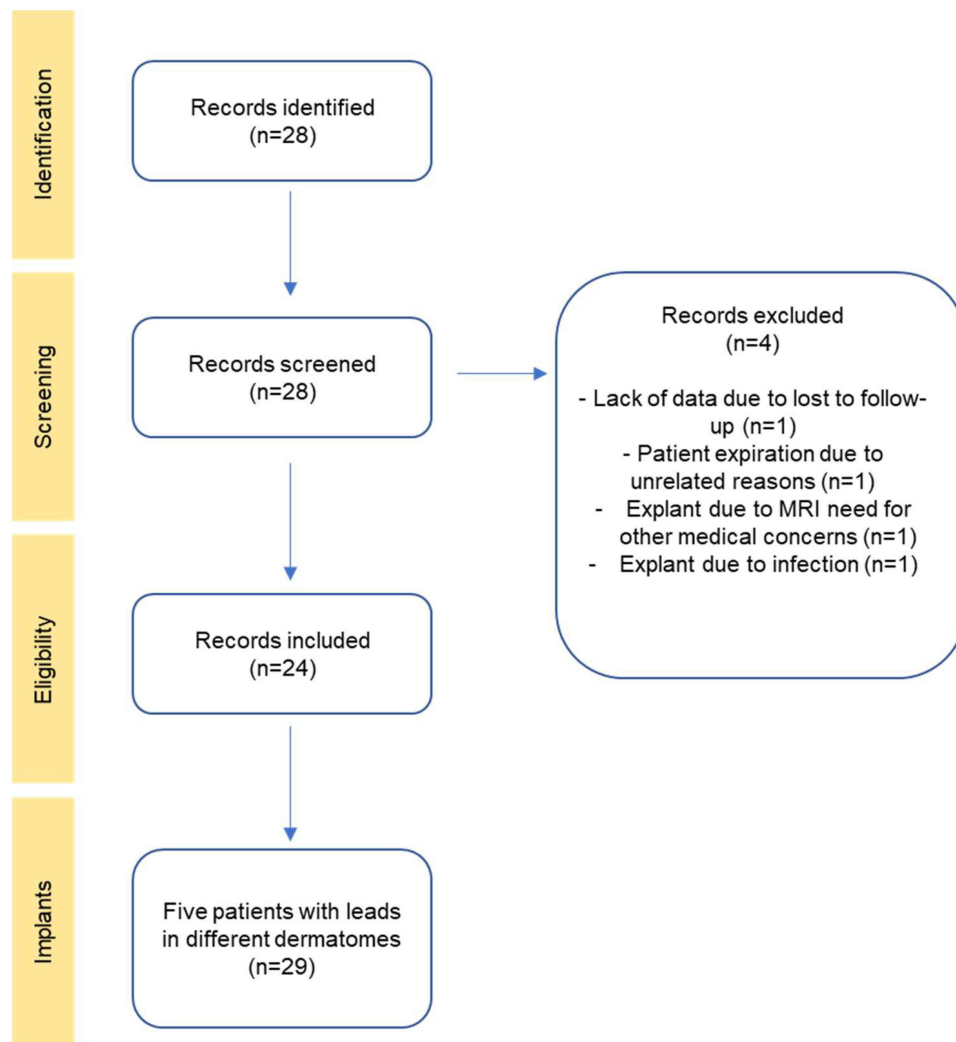 Identification
Records identified
(n=28)
Screening
Records screened
(n=28)
Records excluded
(n=4)
- Lack of data due to lost to follow-
up (n=1)
- Patient expiration due to
unrelated reasons (n=1)
- Explant due to MRI need for
other medical concerns (n=1)
- Explant due to infection (n=1)
Eligibility
Records included
(n=24)
Implants
Five patients with leads
in different dermatomes
(n=29)